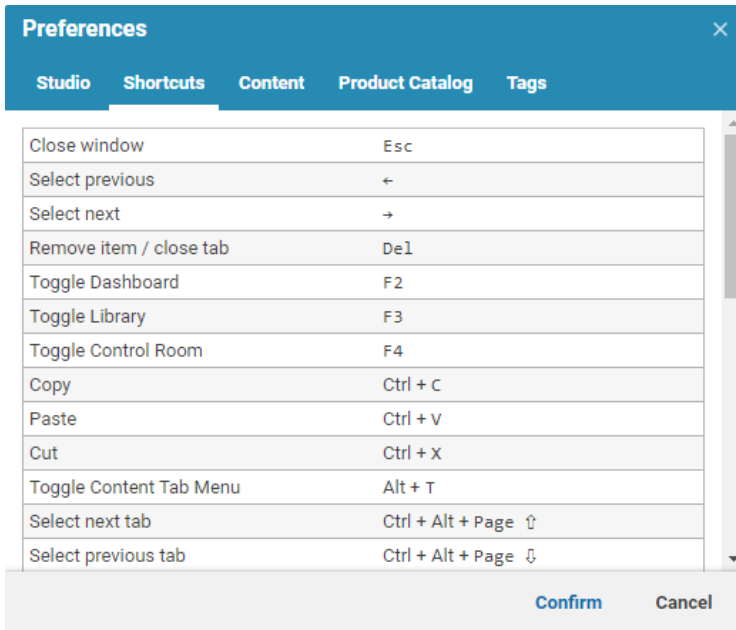 Preferences ×
Studio Shortcuts Content Product Catalog Tags
Close window Esc
Select previous ←
Select next →
Remove item / close tab Del
Toggle Dashboard F2
Toggle Library F3
Toggle Control Room F4
Copy Ctrl + C
Paste Ctrl + V
Cut Ctrl + X
Toggle Content Tab Menu Alt + T
Select next tab Ctrl + Alt + Page ⇧
Select previous tab Ctrl + Alt + Page ⇩
Confirm Cancel